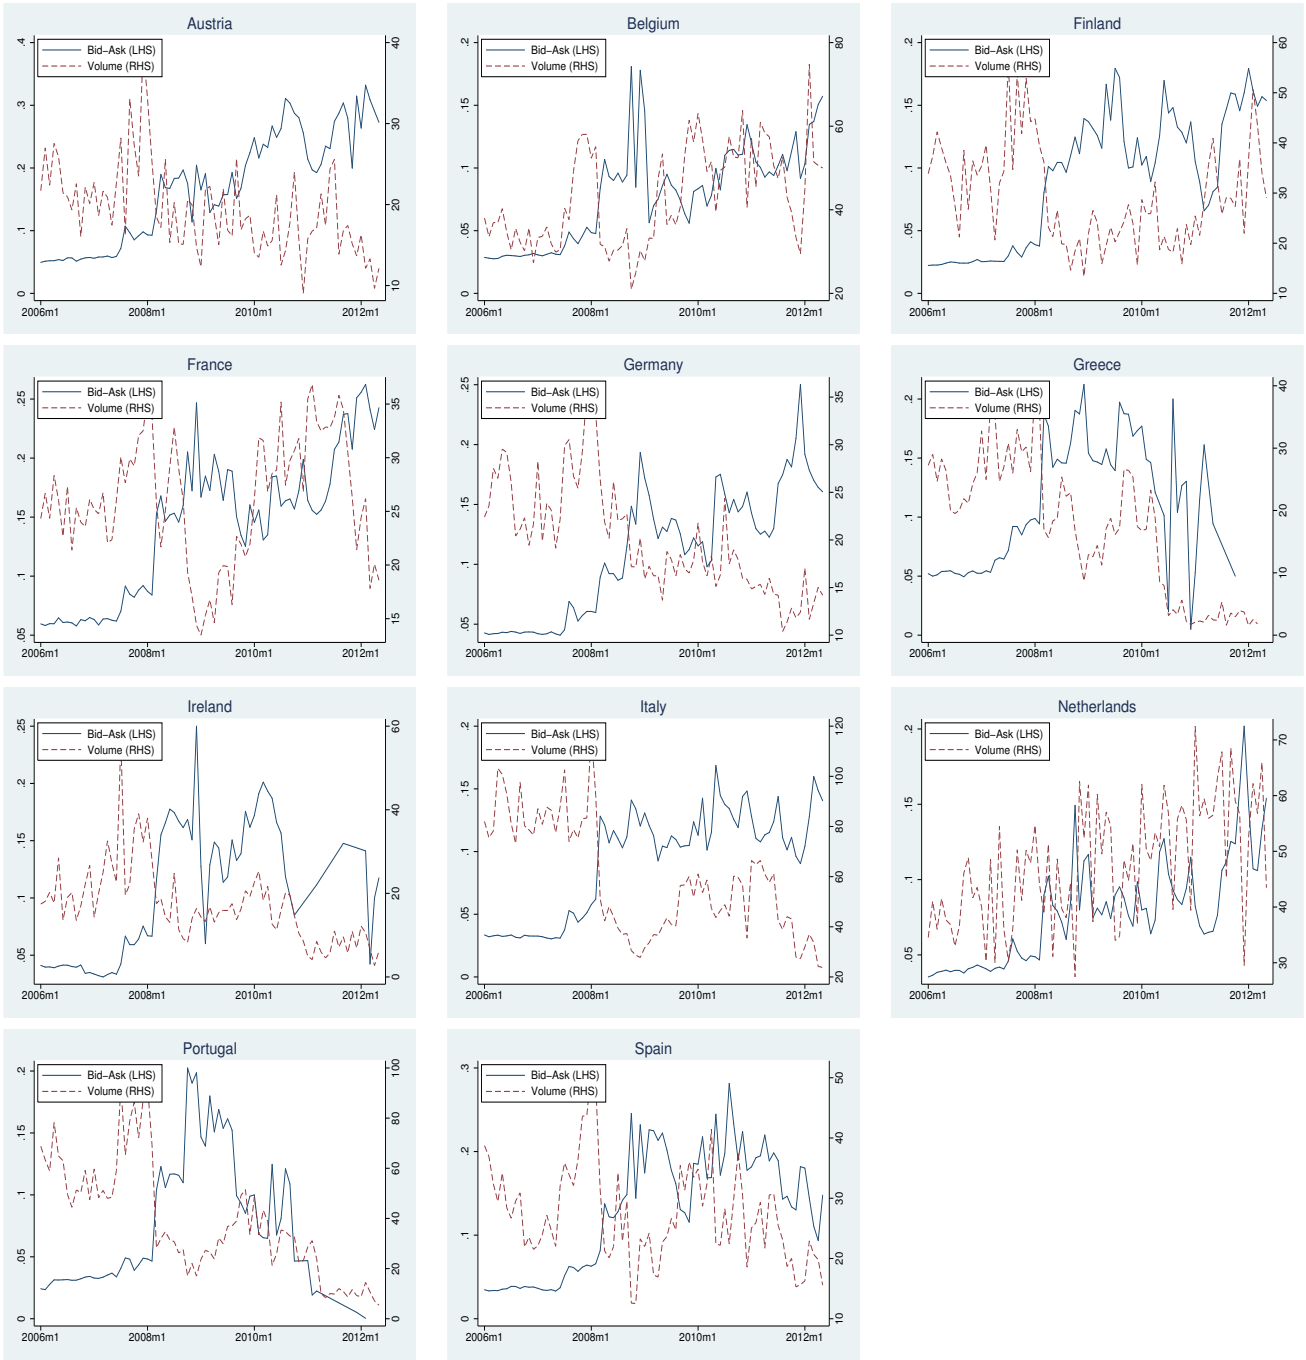 Austria
Bid–Ask (LHS)
Volume (RHS)
0 .1 .2 .3 .4
10 20 30 40
2006m1 2008m1 2010m1 2012m1
Belgium
Bid–Ask (LHS)
Volume (RHS)
0 .05 .1 .15 .2
20 40 60 80
2006m1 2008m1 2010m1 2012m1
Finland
Bid–Ask (LHS)
Volume (RHS)
0 .05 .1 .15 .2
10 20 30 40 50 60
2006m1 2008m1 2010m1 2012m1
France
Bid–Ask (LHS)
Volume (RHS)
.05 .1 .15 .2 .25
15 20 25 30 35
2006m1 2008m1 2010m1 2012m1
Germany
Bid–Ask (LHS)
Volume (RHS)
.05 .1 .15 .2 .25
10 15 20 25 30 35
2006m1 2008m1 2010m1 2012m1
Greece
Bid–Ask (LHS)
Volume (RHS)
0 .05 .1 .15 .2
0 10 20 30 40
2006m1 2008m1 2010m1 2012m1
Ireland
Bid–Ask (LHS)
Volume (RHS)
.05 .1 .15 .2 .25
0 20 40 60
2006m1 2008m1 2010m1 2012m1
Italy
Bid–Ask (LHS)
Volume (RHS)
0 .05 .1 .15 .2
20 40 60 80 100 120
2006m1 2008m1 2010m1 2012m1
Netherlands
Bid–Ask (LHS)
Volume (RHS)
.05 .1 .15 .2
30 40 50 60 70
2006m1 2008m1 2010m1 2012m1
Portugal
Bid–Ask (LHS)
Volume (RHS)
0 .05 .1 .15 .2
0 20 40 60 80 100
2006m1 2008m1 2010m1 2012m1
Spain
Bid–Ask (LHS)
Volume (RHS)
0 .1 .2 .3
10 20 30 40 50
2006m1 2008m1 2010m1 2012m1